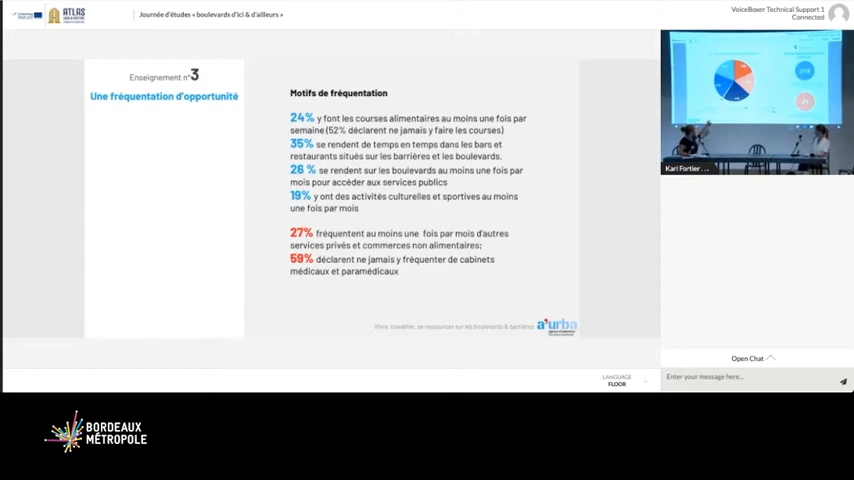 ATLAS
Journée d'études « boulevards d'ici & d'ailleurs »
VoiceBoxer Technical Support 1
Connected
Enseignement n°3
Une fréquentation d'opportunité
Motifs de fréquentation
24% y font les courses alimentaires au moins une fois par
semaine (52% déclarent ne jamais y faire les courses)
35% se rendent de temps en temps dans les bars et
restaurants situés sur les barrières et les boulevards.
26 % se rendent sur les boulevards au moins une fois par
mois pour accéder aux services publics
19% y ont des activités culturelles et sportives au moins
une fois par mois
27% fréquentent au moins une fois par mois d'autres
services privés et commerces non alimentaires;
59% déclarent ne jamais y fréquenter de cabinets
médicaux et paramédicaux
Vivre, travailler, se ressourcer sur les boulevards & barrières
a'urba
Karl Fortier ...
Open Chat
Enter your message here...
LANGUAGE
FLOOR
BORDEAUX
MÉTROPOLE